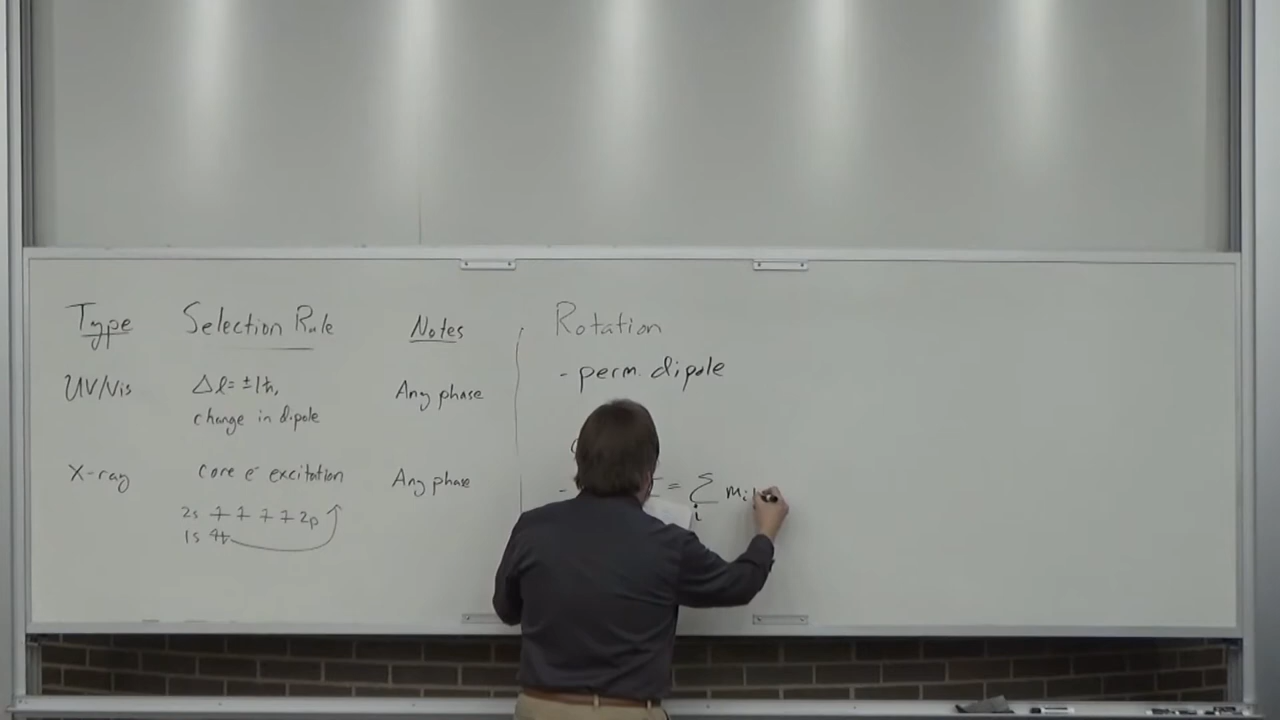 Type Selection Rule Notes
UV/Vis Δl= ±1ħ, Any phase
change in dipole
X-ray core e⁻ excitation Any phase
2s 2p
1s
Rotation
- perm. dipole
- = Σ mᵢ
i